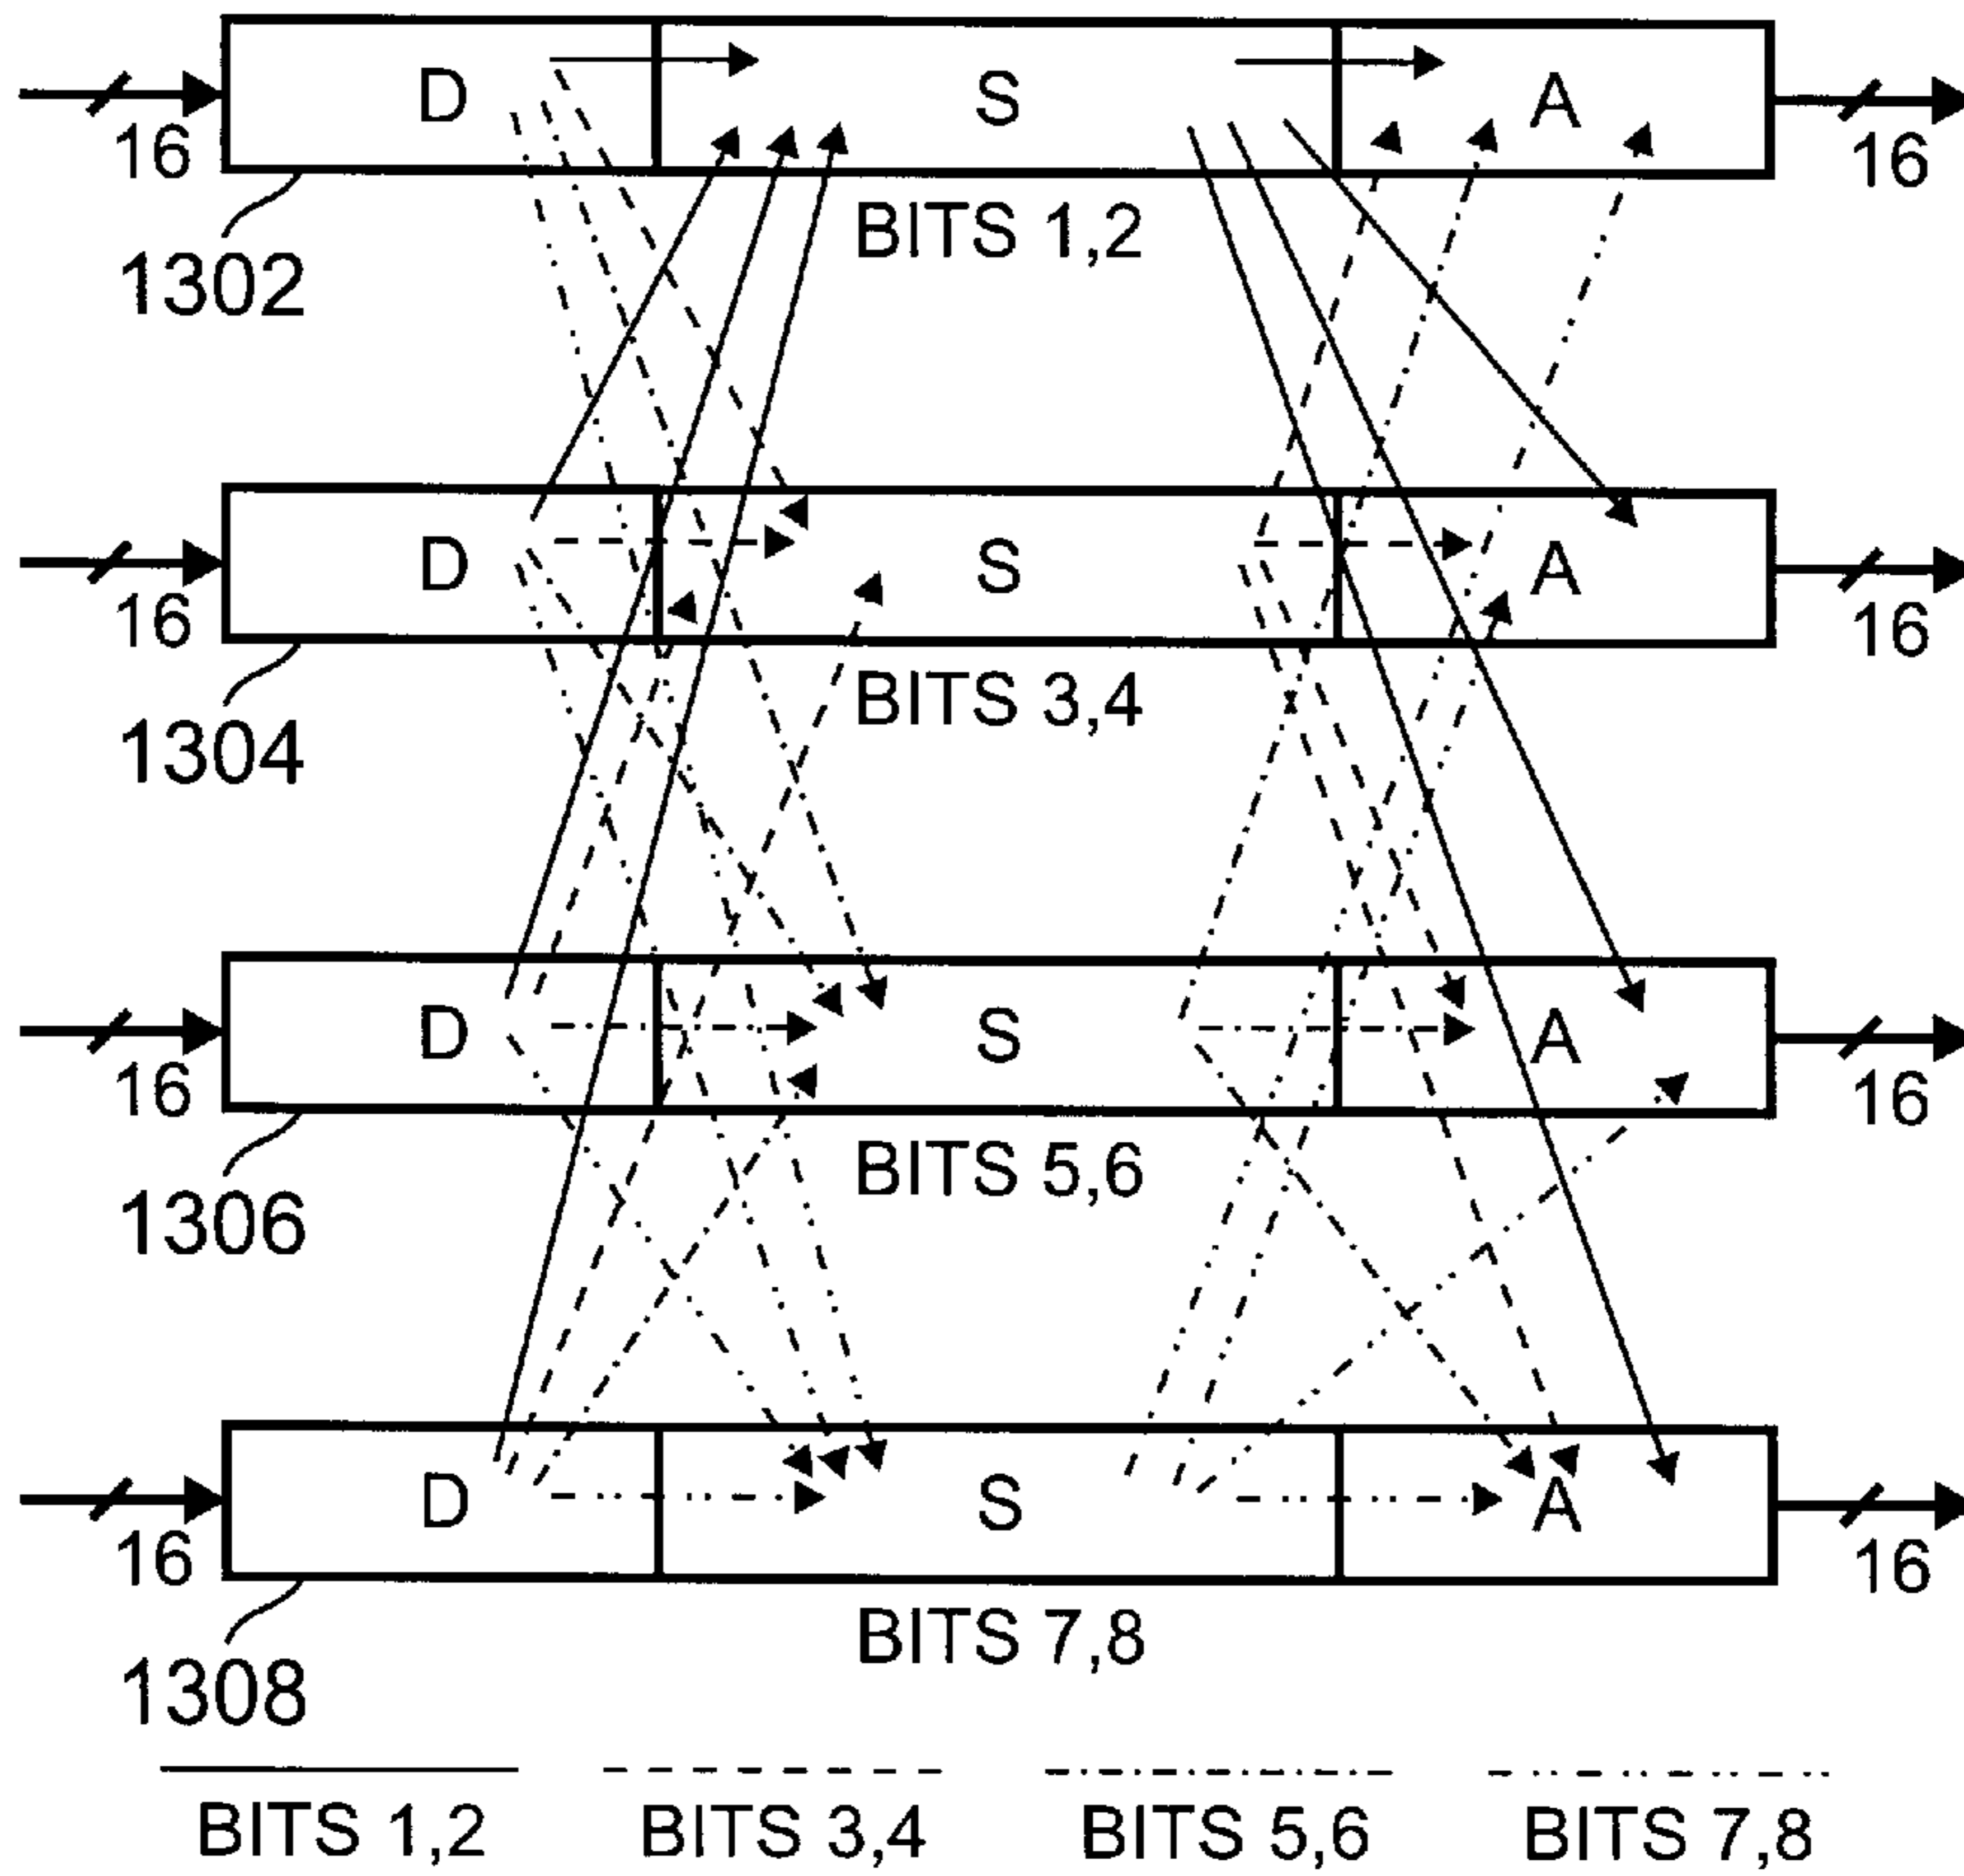 D S A
16 16
1302
BITS 1,2
D S A
16 16
1304
BITS 3,4
D S A
16 16
1306
BITS 5,6
D S A
16 16
1308
BITS 7,8
BITS 1,2 BITS 3,4 BITS 5,6 BITS 7,8